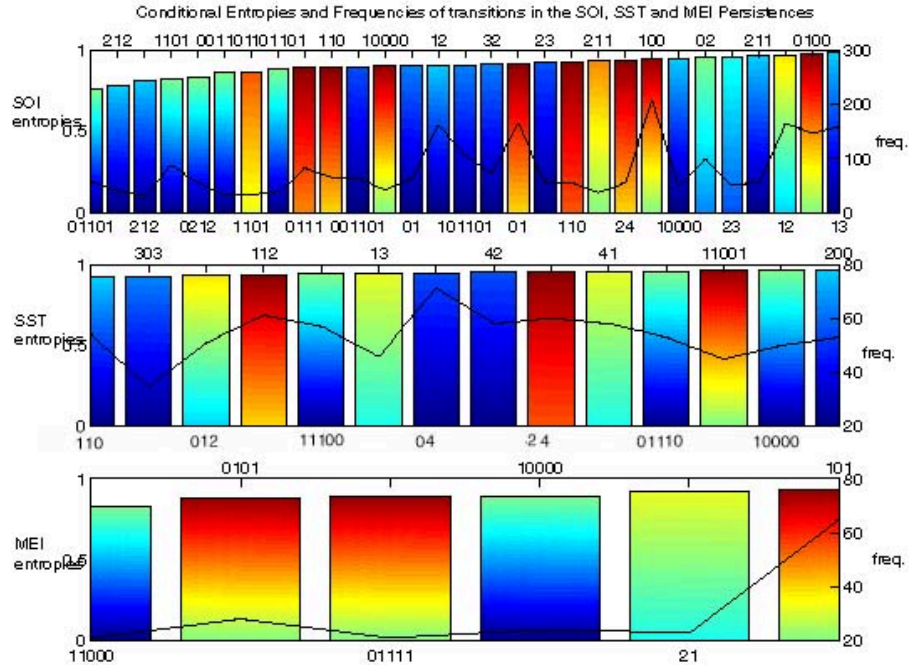 Conditional Entropies and Frequencies of transitions in the SOI, SST and MEI Persistences
212 1101 0011011011101 110 10000 12 32 23 211 100 02 211 0100
1 300
SOI
entropies
0.5 200
freq.
100
0 0
01101 212 0212 1101 0111 001101 01 101101 01 110 24 10000 23 12 13
303 112 13 42 41 11001 200
1 80
SST
entropies
0.5 60
freq.
40
0 20
110 012 11100 04 24 01110 10000
0101 10000 101
1 80
MEI
entropies
0.5 60
freq.
40
0 20
11000 01111 21